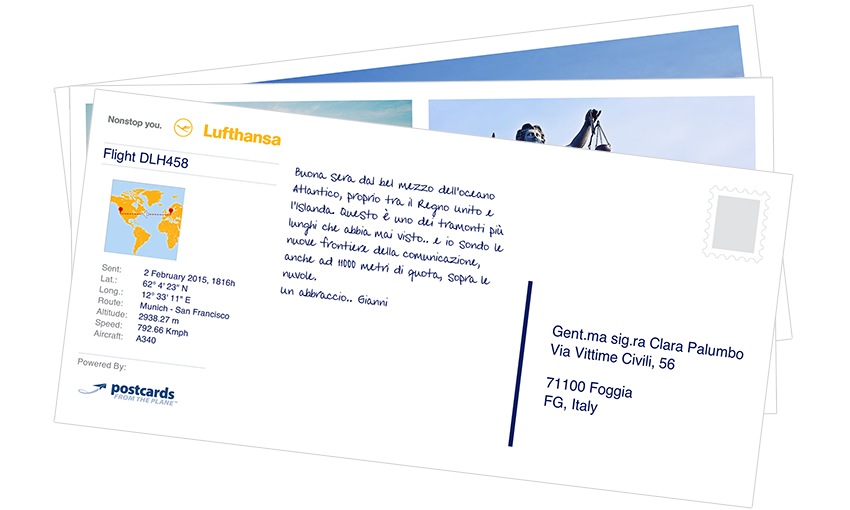 Nonstop you. Lufthansa
Flight DLH458
Sent: 2 February 2015, 1816h
Lat.: 62° 4' 23" N
Long.: 12° 33' 11" E
Route: Munich - San Francisco
Altitude: 2938.27 m
Speed: 792.66 Kmph
Aircraft: A340
Powered By:
postcards
FROM THE PLANE™
Buona sera dal bel mezzo dell'oceano
Atlantico, proprio tra il Regno unito e
l'Islanda. Questo è uno dei tramonti più
lunghi che abbia mai visto.. e io sondo le
nuove frontiere della comunicazione,
anche ad 11000 metri di quota, sopra le
nuvole.
un abbraccio.. Gianni
Gent.ma sig.ra Clara Palumbo
Via Vittime Civili, 56
71100 Foggia
FG, Italy